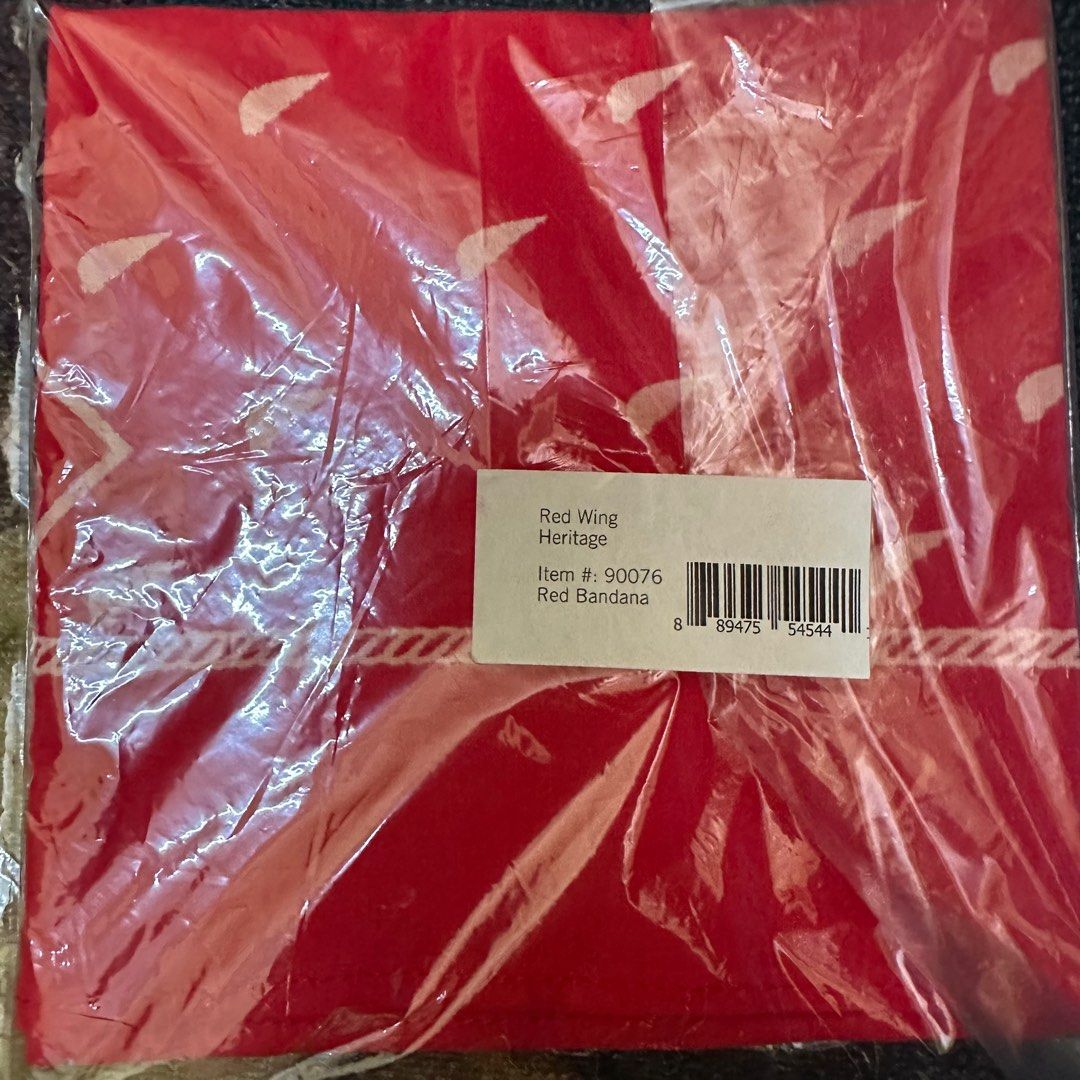 Red Wing
Heritage
Item #: 90076
Red Bandana
8 89475 54544